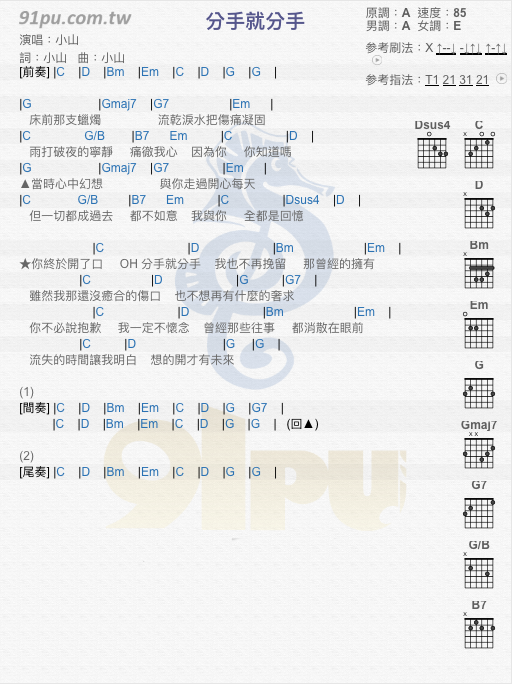 91pu.com.tw
分手就分手
原調：A 速度：85
男調：A 女調：E
演唱：小山
詞：小山 曲：小山
參考刷法：X ↑--↓ -↓↑↓ ↑-↑↓
參考指法：T1 21 31 21
[前奏] |C |D |Bm |Em |C |D |G |G |
|G |Gmaj7 |G7 |Em |
床前那支蠟燭 流乾淚水把傷痛凝固
|C G/B |B7 Em |C |D |
雨打破夜的寧靜 痛徹我心 因為你 你知道嗎
|G |Gmaj7 |G7 |Em |
▲當時心中幻想 與你走過開心每天
|C G/B |B7 Em |C |Dsus4 |D |
但一切都成過去 都不如意 我與你 全都是回憶
|C |D |Bm |Em |
★你終於開了口 OH 分手就分手 我也不再挽留 那曾經的擁有
|C |D |G |G7 |
雖然我那還沒癒合的傷口 也不想再有什麼的奢求
|C |D |Bm |Em |
你不必說抱歉 我一定不懷念 曾經那些往事 都消散在眼前
|C |D |G |G |
流失的時間讓我明白 想的開才有未來
(1)
[間奏] |C |D |Bm |Em |C |D |G |G7 |
|C |D |Bm |Em |C |D |G |G | (回▲)
(2)
[尾奏] |C |D |Bm |Em |C |D |G |G |
Dsus4 C
D
Bm
Em
G
Gmaj7
G7
G/B
B7
91pu